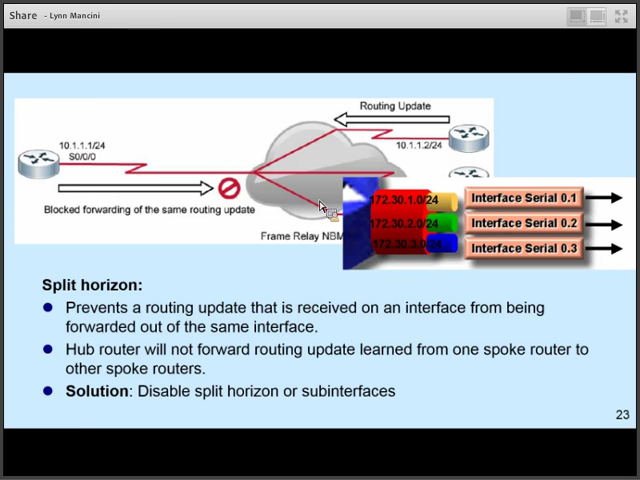 Share - Lynn Mancini
Routing Update
10.1.1.1/24
S0/0/0
10.1.1.2/24
Blocked forwarding of the same routing update
Frame Relay NBM
172.30.1.0/24
Interface Serial 0.1
172.30.2.0/24
Interface Serial 0.2
172.30.3.0/24
Interface Serial 0.3
Split horizon:
Prevents a routing update that is received on an interface from being
forwarded out of the same interface.
Hub router will not forward routing update learned from one spoke router to
other spoke routers.
Solution: Disable split horizon or subinterfaces
23